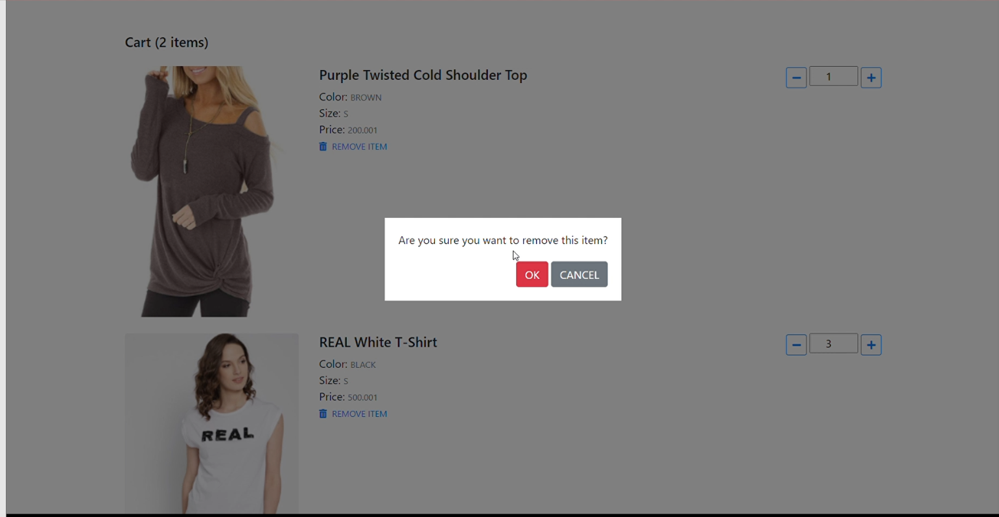 Cart (2 items)
Purple Twisted Cold Shoulder Top
Color: BROWN
Size: S
Price: 200.001
REMOVE ITEM
− 1 +
Are you sure you want to remove this item?
OK CANCEL
REAL White T-Shirt
Color: BLACK
Size: S
Price: 500.001
REMOVE ITEM
− 3 +
REAL